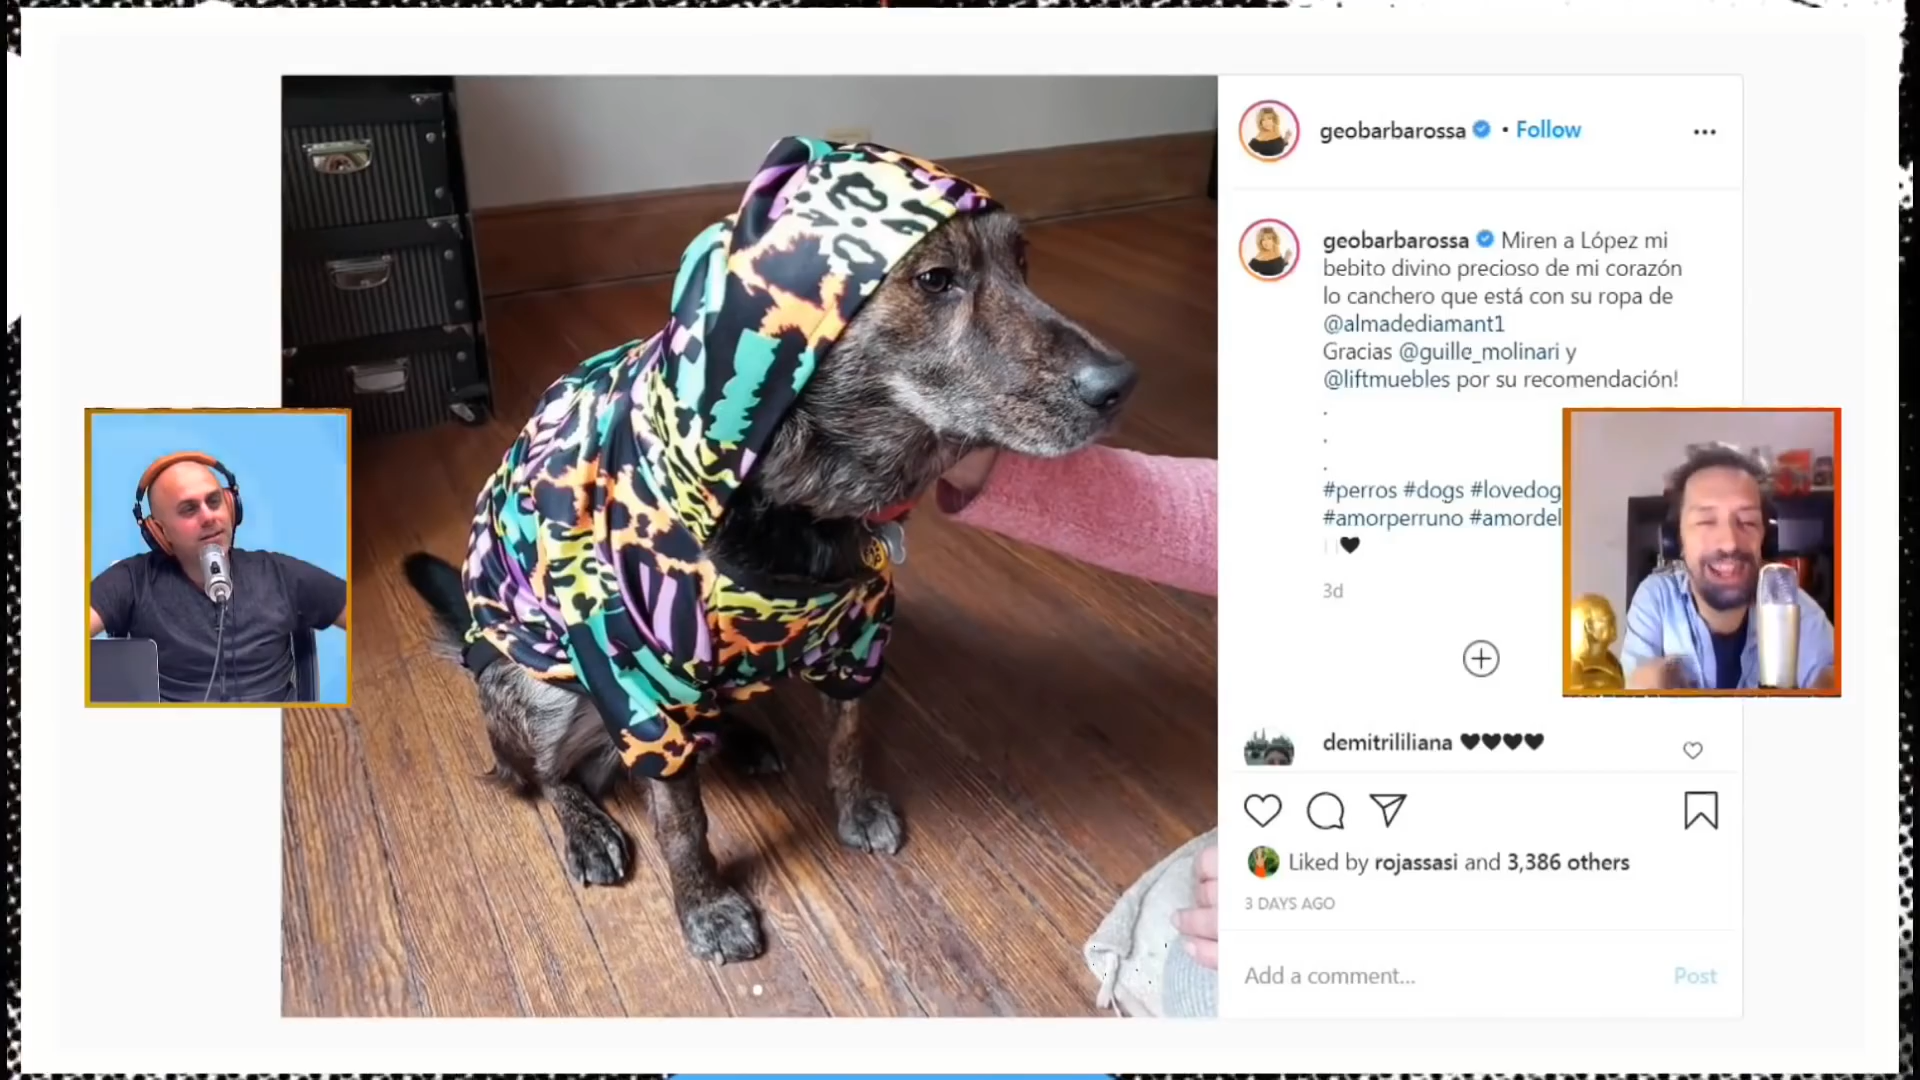 geobarbarossa • Follow
geobarbarossa Miren a López mi
bebito divino precioso de mi corazón
lo canchero que está con su ropa de
@almadediamant1
Gracias @guille_molinari y
@liftmuebles por su recomendación!
.
.
.
#perros #dogs #lovedog
#amorperruno #amordel
3d
demitrililiana
Liked by rojassasi and 3,386 others
3 DAYS AGO
Add a comment... Post